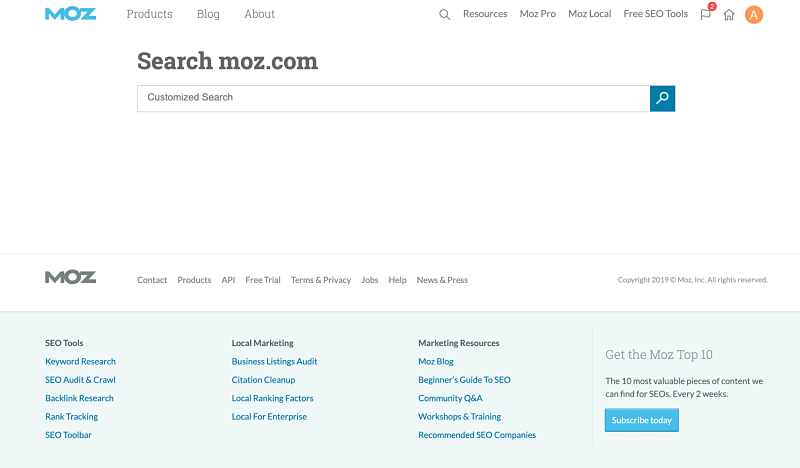 MOZ Products Blog About Resources Moz Pro Moz Local Free SEO Tools 2 A
Search moz.com
Customized Search
MOZ Contact Products API Free Trial Terms & Privacy Jobs Help News & Press Copyright 2019 © Moz, Inc. All rights reserved.
SEO Tools
Keyword Research
SEO Audit & Crawl
Backlink Research
Rank Tracking
SEO Toolbar
Local Marketing
Business Listings Audit
Citation Cleanup
Local Ranking Factors
Local For Enterprise
Marketing Resources
Moz Blog
Beginner's Guide To SEO
Community Q&A
Workshops & Training
Recommended SEO Companies
Get the Moz Top 10
The 10 most valuable pieces of content we
can find for SEOs. Every 2 weeks.
Subscribe today